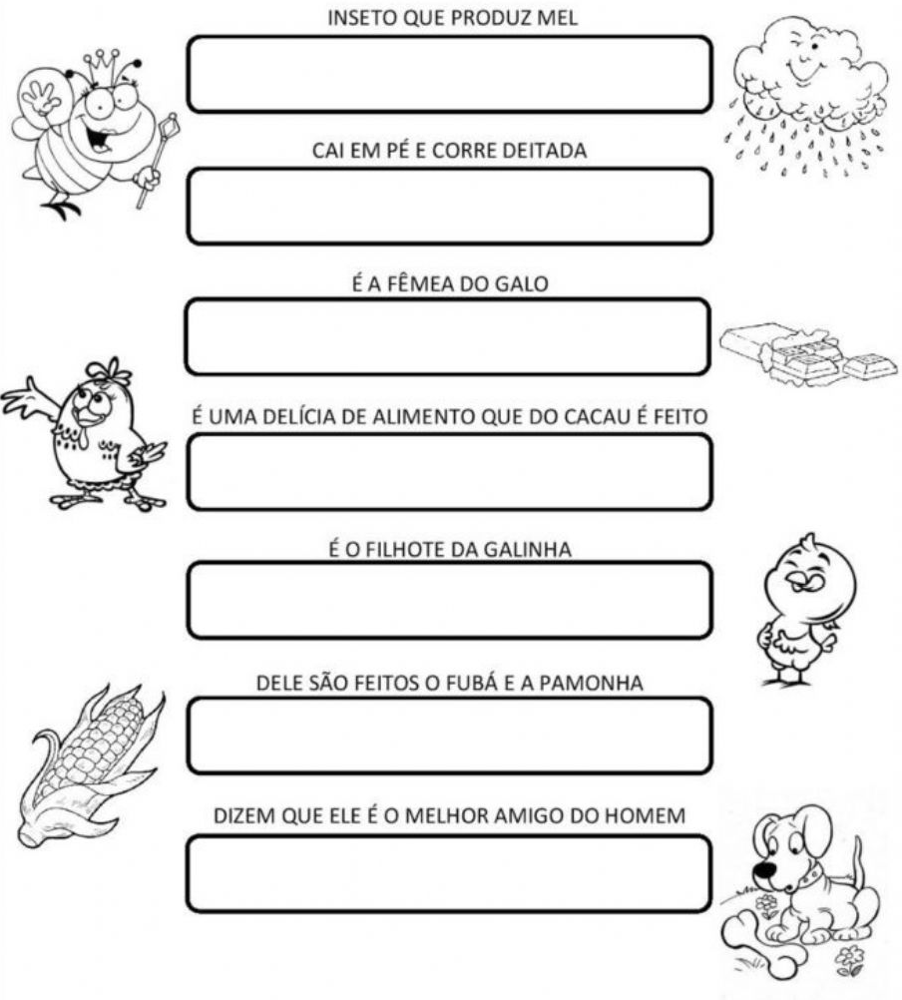 INSETO QUE PRODUZ MEL
CAI EM PÉ E CORRE DEITADA
É A FÊMEA DO GALO
É UMA DELÍCIA DE ALIMENTO QUE DO CACAU É FEITO
É O FILHOTE DA GALINHA
DELE SÃO FEITOS O FUBÁ E A PAMONHA
DIZEM QUE ELE É O MELHOR AMIGO DO HOMEM